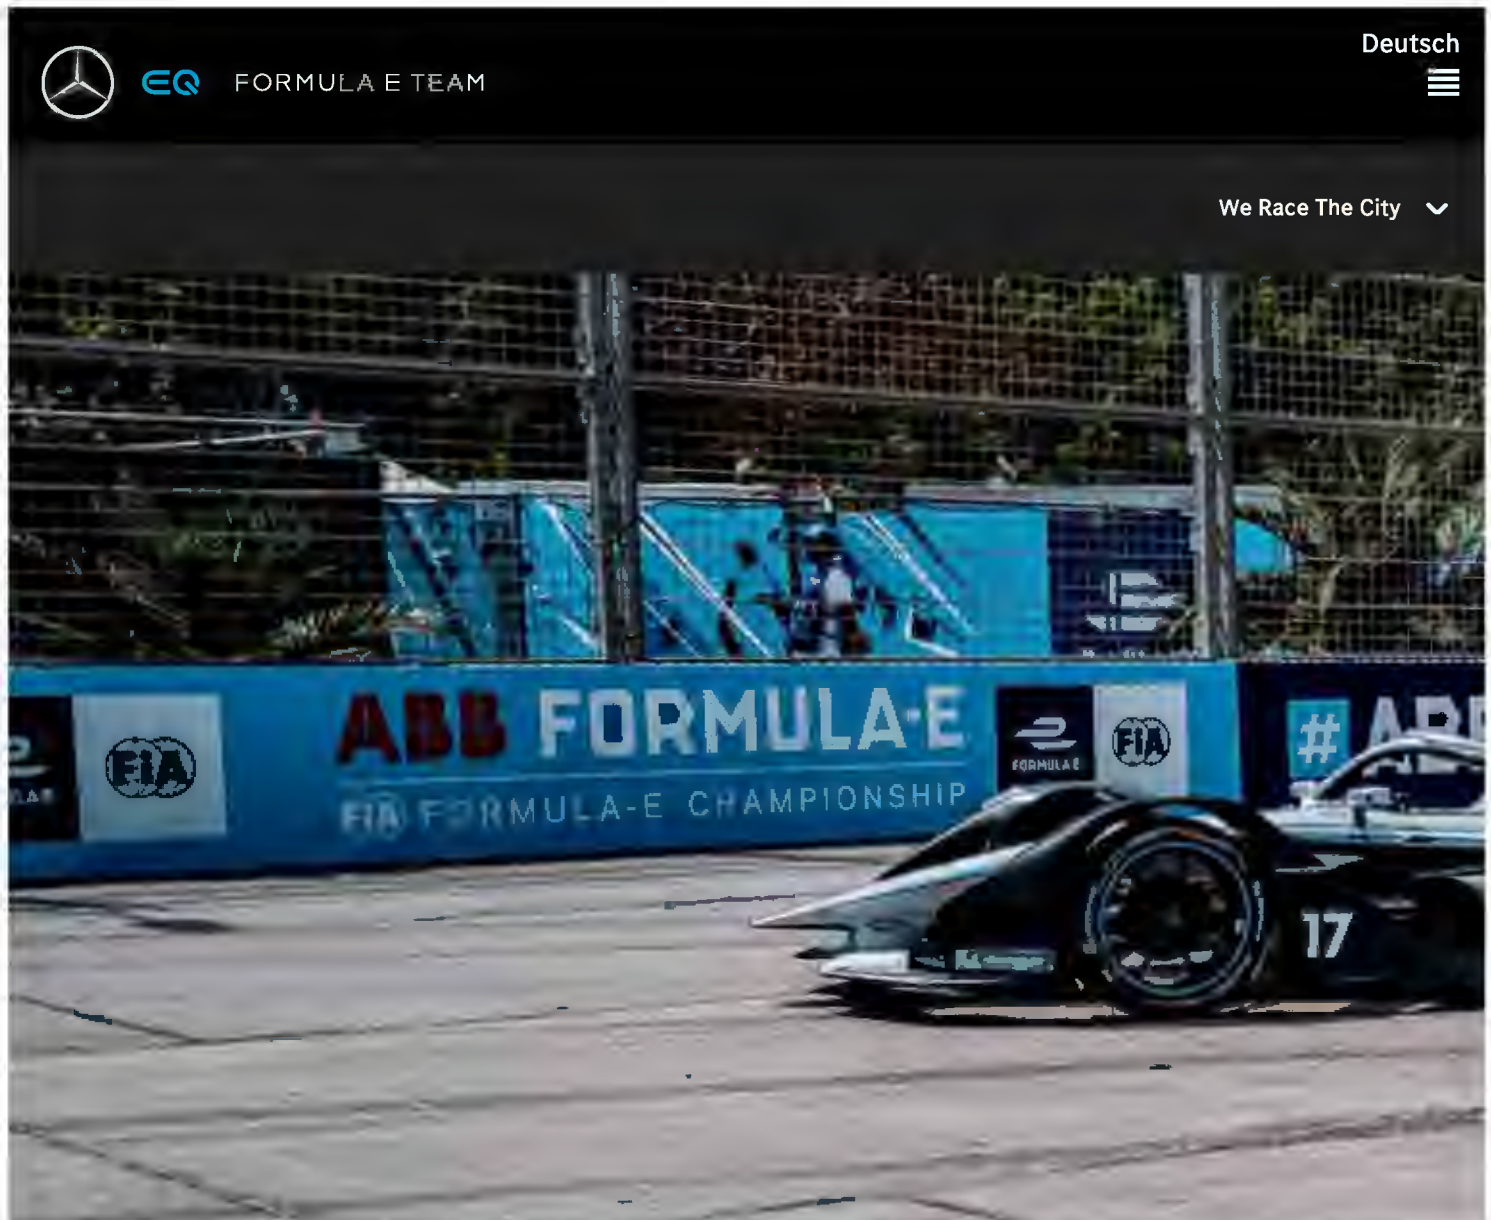 Deutsch
EQ FORMULA E TEAM
We Race The City
ABB FORMULA-E
FIA FORMULA-E CHAMPIONSHIP
FIA
FORMULA E
FIA
#
17